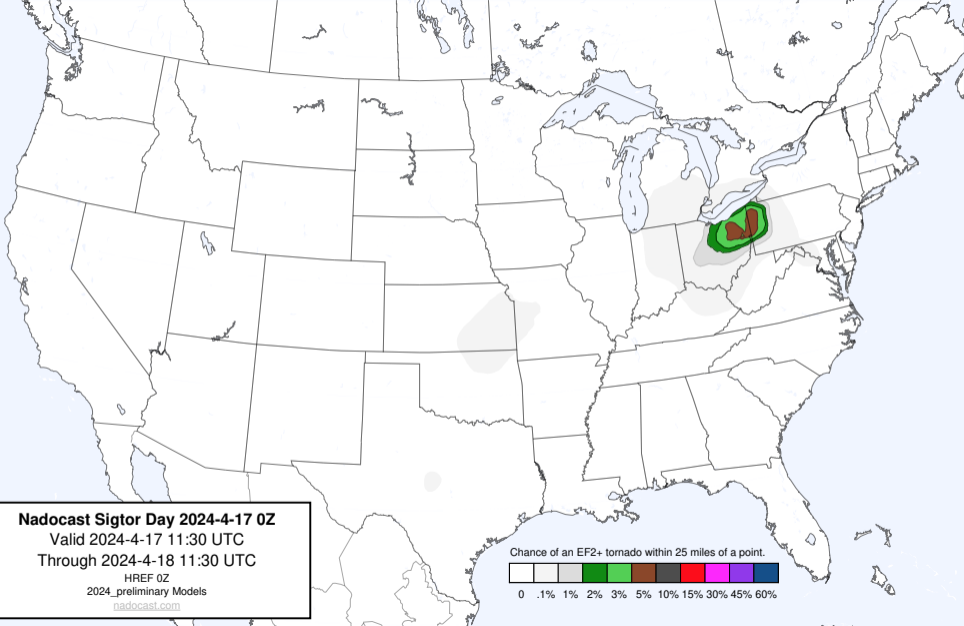 Nadocast Sigtor Day 2024-4-17 0Z
Valid 2024-4-17 11:30 UTC
Through 2024-4-18 11:30 UTC
HREF 0Z
2024_preliminary Models
nadocast.com
Chance of an EF2+ tornado within 25 miles of a point.
0 .1% 1% 2% 3% 5% 10% 15% 30% 45% 60%